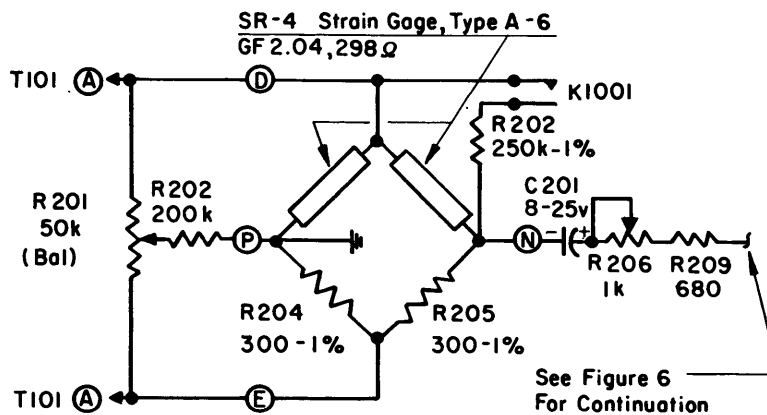 SR-4 Strain Gage, Type A-6
GF 2.04, 298Ω
T101 A
D
K1001
R202
250k-1%
C201
8-25v
R201
50k
(Bal)
R202
200k
P
N
- +
R206
1k
R209
680
R204
300-1%
R205
300-1%
T101 A
E
See Figure 6
For Continuation